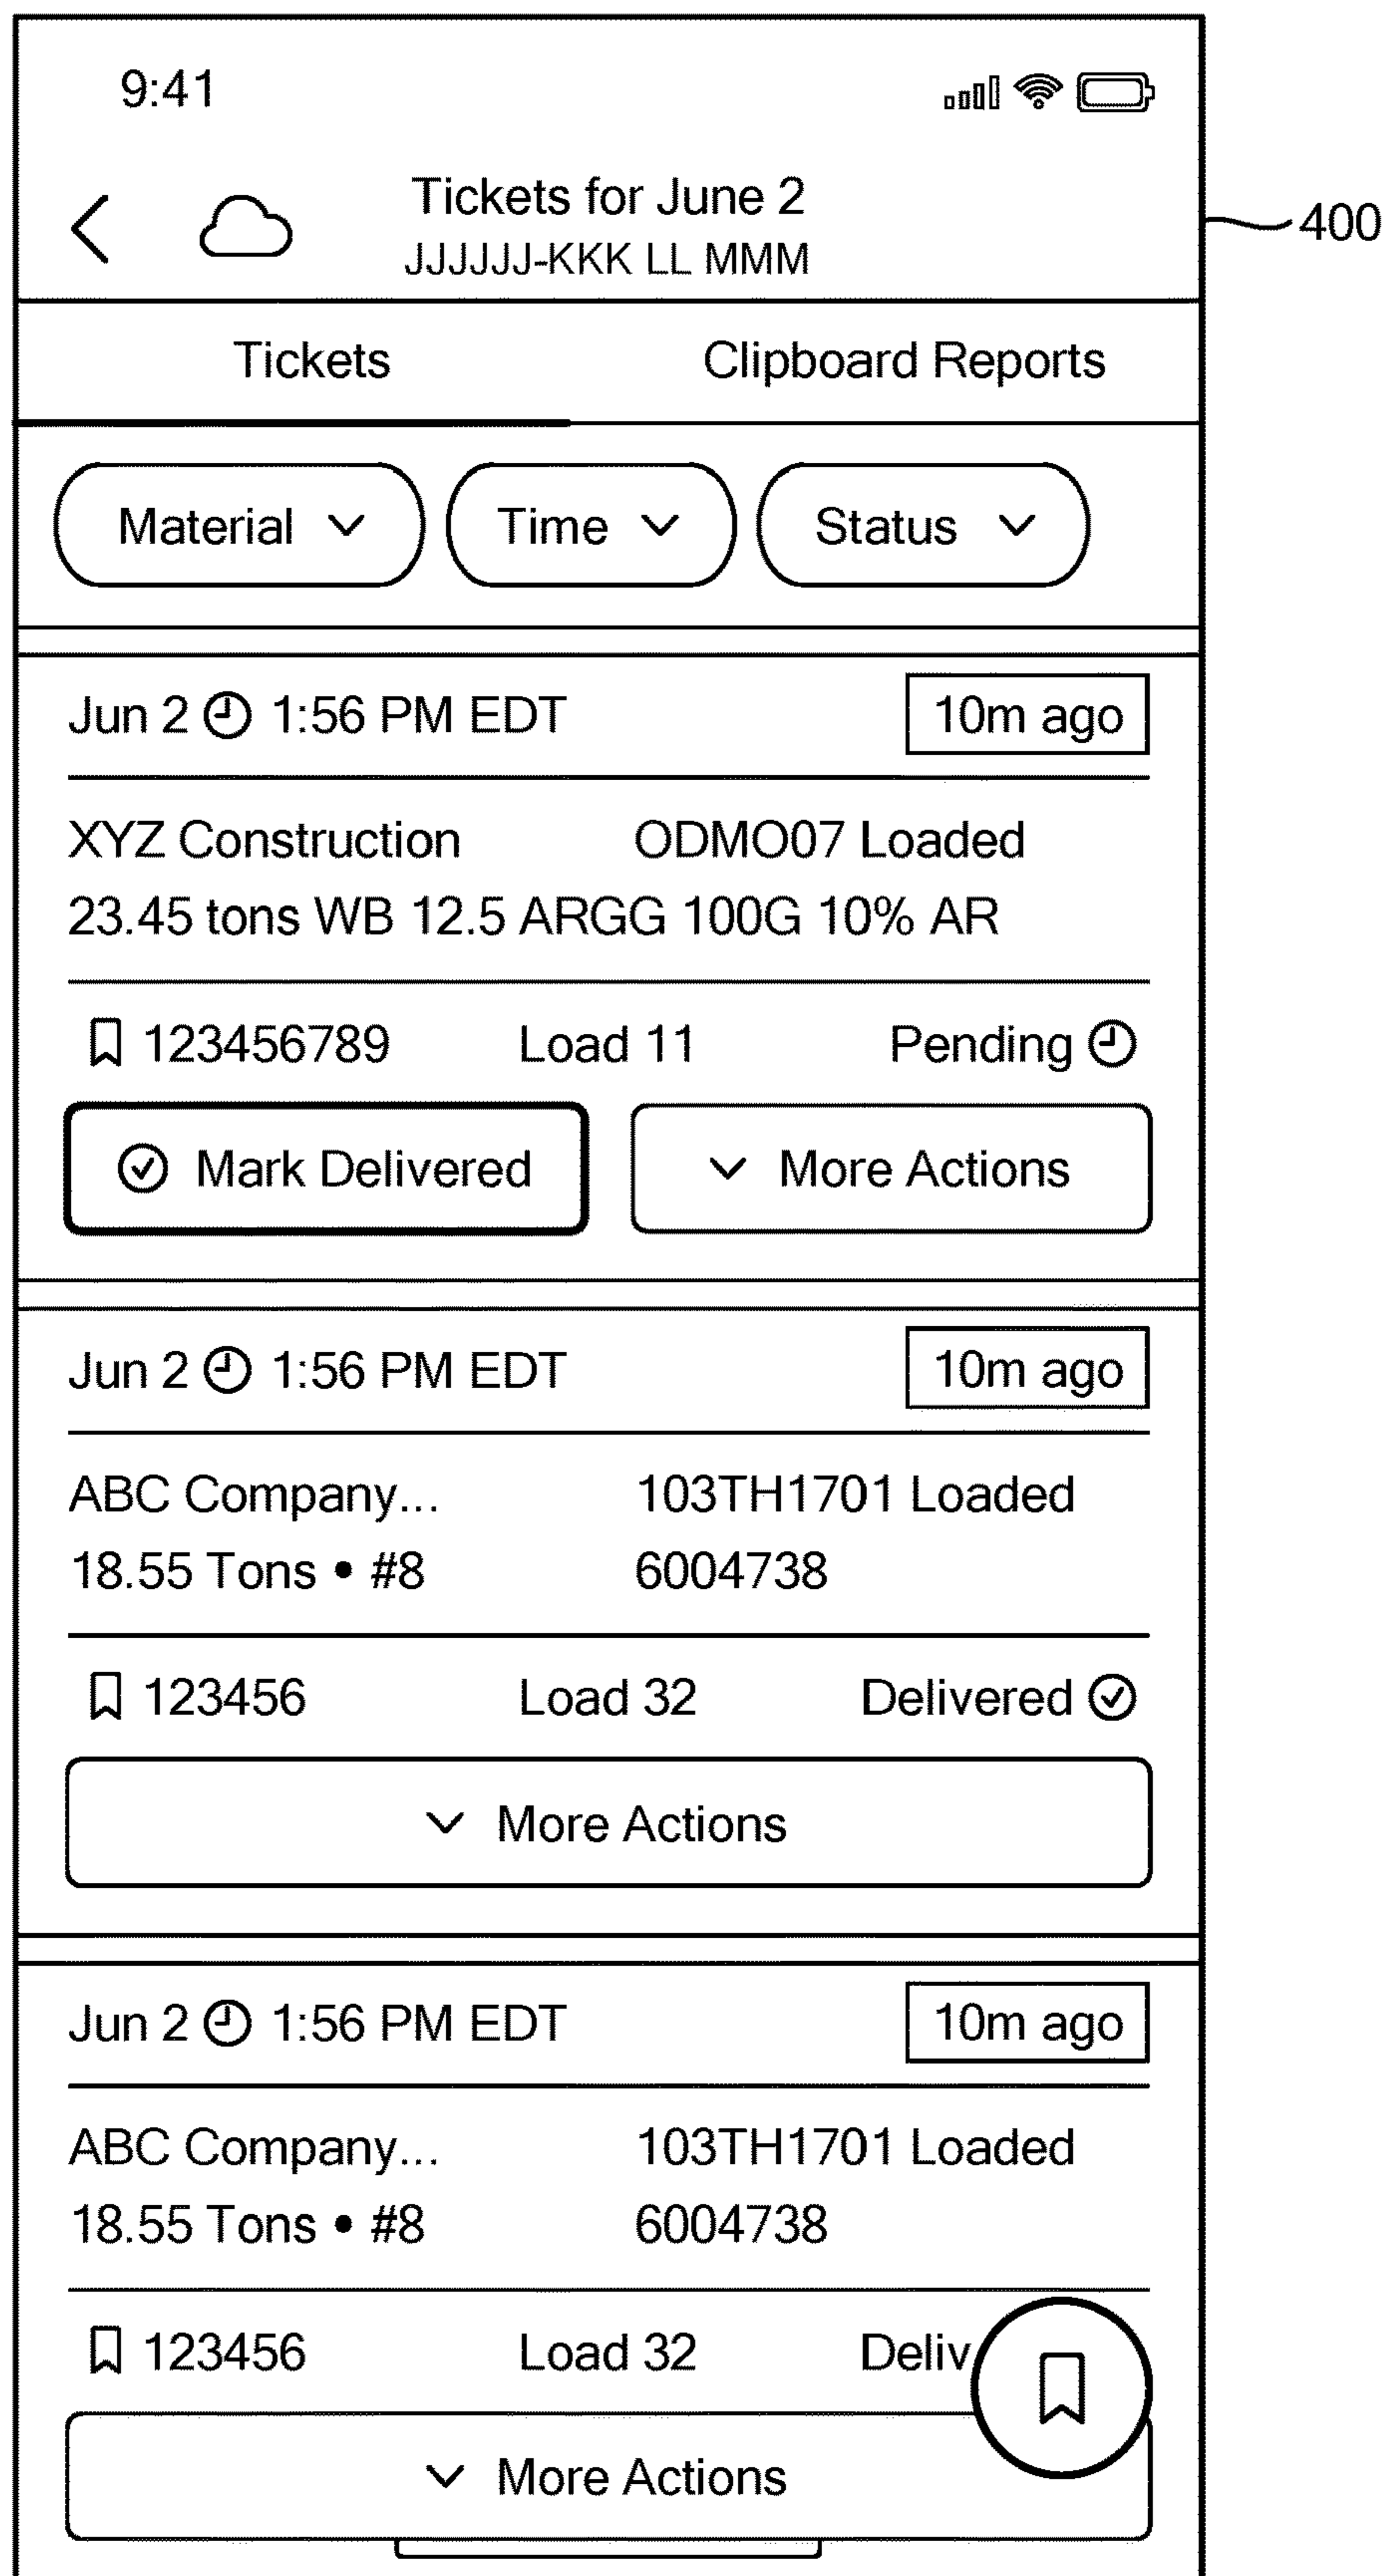 9:41
Tickets for June 2
JJJJJJ-KKK LL MMM
400
Tickets Clipboard Reports
Material Time Status
Jun 2 1:56 PM EDT 10m ago
XYZ Construction ODMO07 Loaded
23.45 tons WB 12.5 ARGG 100G 10% AR
123456789 Load 11 Pending
Mark Delivered More Actions
Jun 2 1:56 PM EDT 10m ago
ABC Company... 103TH1701 Loaded
18.55 Tons • #8 6004738
123456 Load 32 Delivered
More Actions
Jun 2 1:56 PM EDT 10m ago
ABC Company... 103TH1701 Loaded
18.55 Tons • #8 6004738
123456 Load 32 Deliv
More Actions